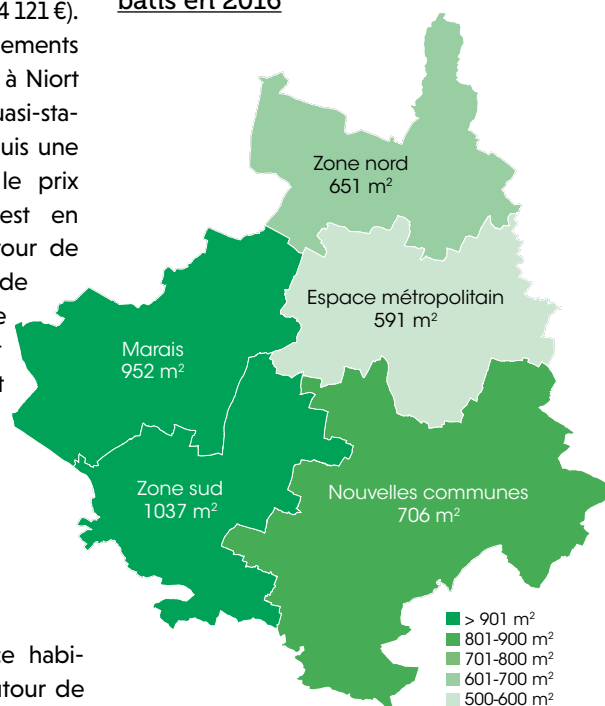 4 121 €).
bâtis en 2016
ements
à Niort
uasi-sta-
uis une
le prix
est en
our de
de
Zone nord
651 m²
Espace métropolitain
591 m²
Marais
952 m²
Zone sud
1037 m²
Nouvelles communes
706 m²
> 901 m²
801-900 m²
701-800 m²
601-700 m²
500-600 m²
e habi-
tour de